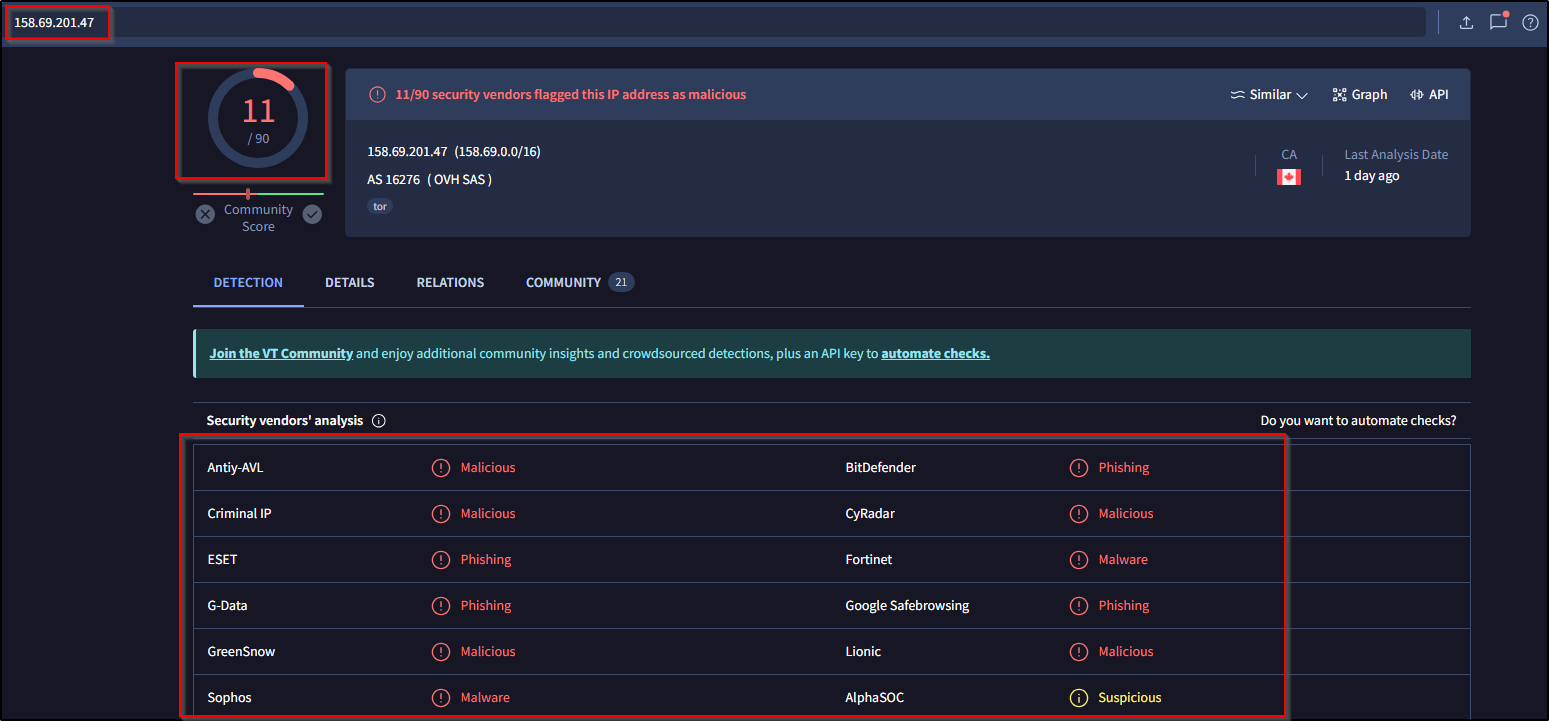 158.69.201.47
11
/ 90
Community
Score
11/90 security vendors flagged this IP address as malicious
Similar
Graph
API
158.69.201.47 (158.69.0.0/16)
AS 16276 ( OVH SAS )
tor
CA
Last Analysis Date
1 day ago
DETECTION DETAILS RELATIONS COMMUNITY 21
Join the VT Community and enjoy additional community insights and crowdsourced detections, plus an API key to automate checks.
Security vendors' analysis Do you want to automate checks?
Antiy-AVL Malicious BitDefender Phishing
Criminal IP Malicious CyRadar Malicious
ESET Phishing Fortinet Malware
G-Data Phishing Google Safebrowsing Phishing
GreenSnow Malicious Lionic Malicious
Sophos Malware AlphaSOC Suspicious